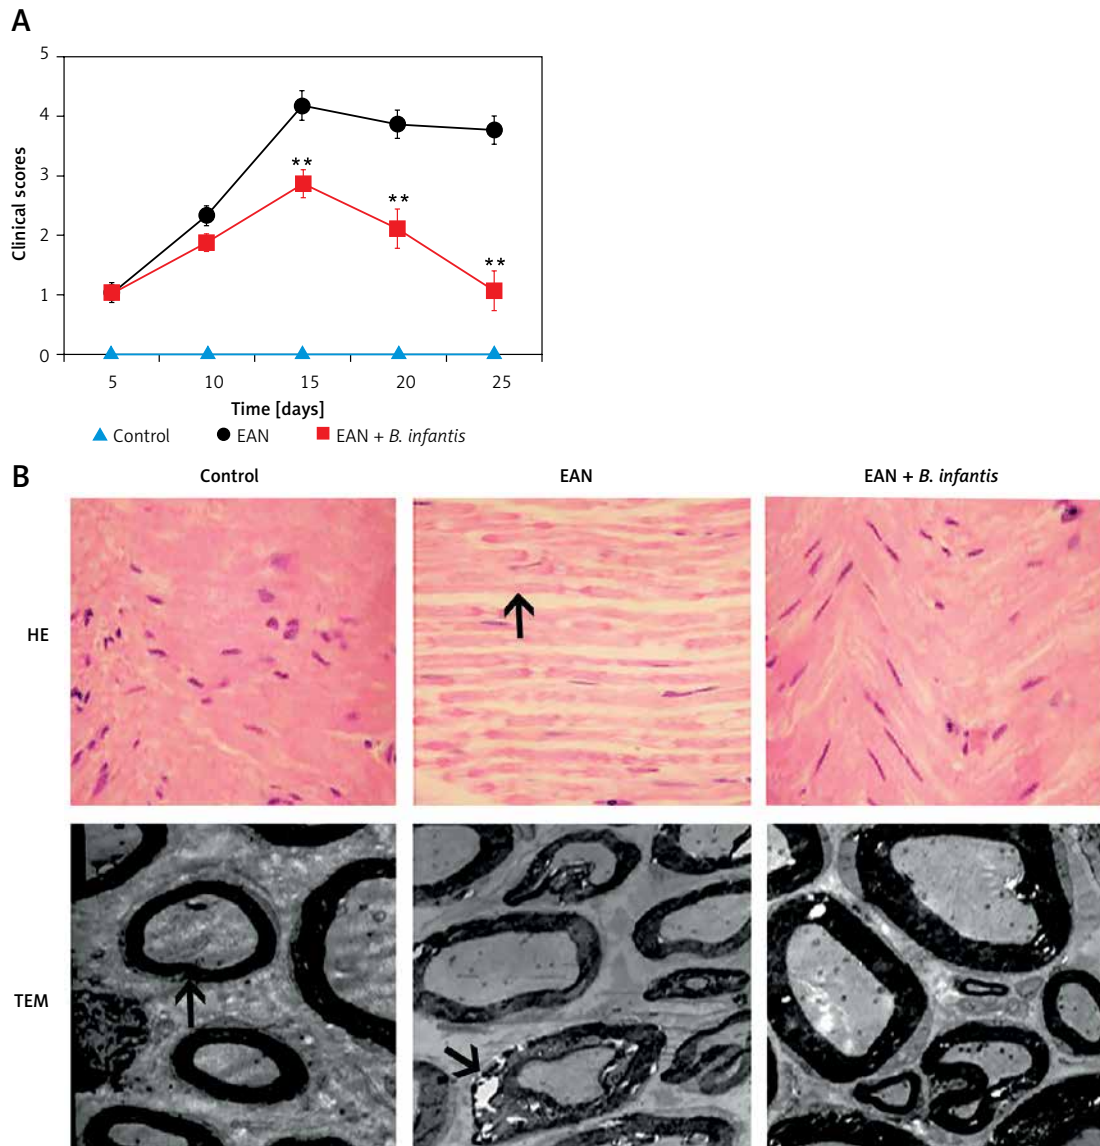 A
5
4
3
2
1
0
Clinical scores
**
**
**
5 10 15 20 25
Time [days]
Control EAN EAN + B. infantis
B
Control EAN EAN + B. infantis
HE
TEM